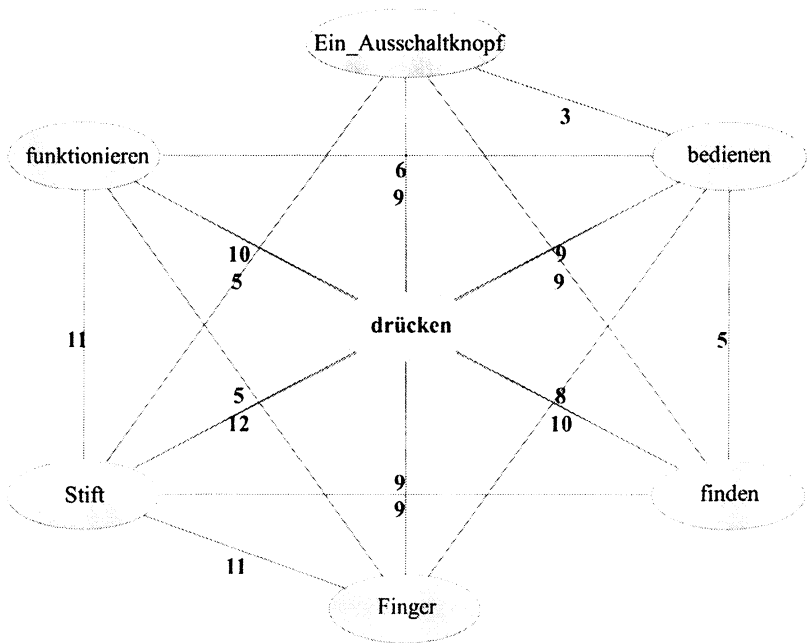 Ein_Ausschaltknopf
3
funktionieren
bedienen
6
9
10
5
9
9
drücken
11
5
5
12
8
10
Stift
finden
9
9
11
Finger